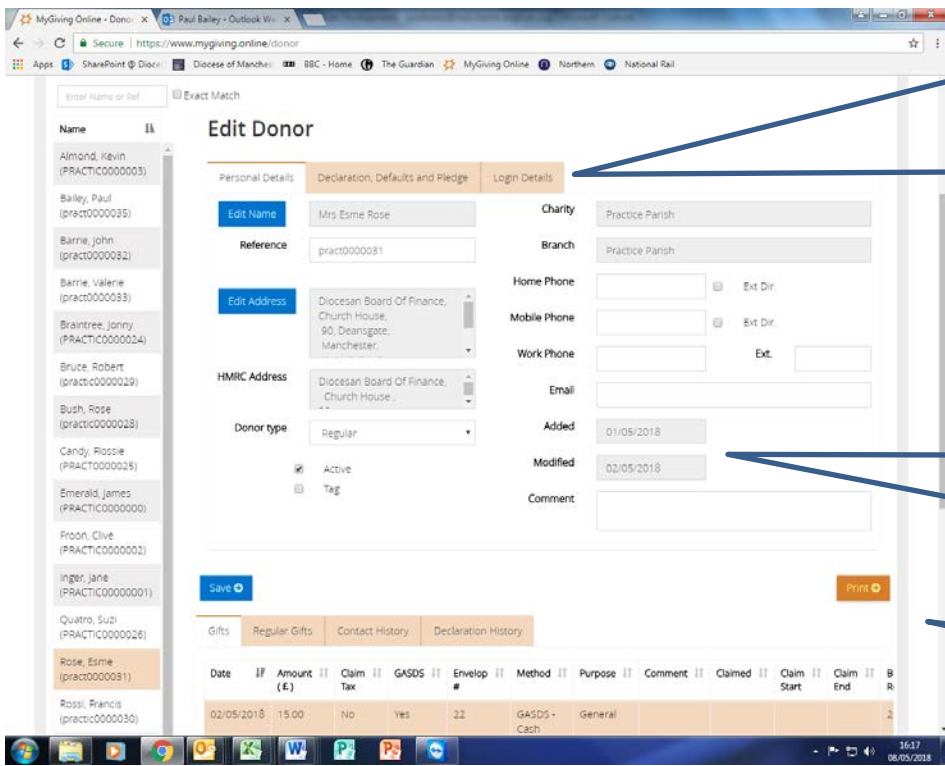 MyGiving Online - Dono
Paul Bailey - Outlook W
Secure | https://www.mygiving.online/donor
Apps SharePoint @ Dioce Diocese of Manches BBC - Home The Guardian MyGiving Online Northern National Rail
Enter Name or Ref Exact Match
Name
Almond, Kevin
(PRACTIC0000003)
Bailey, Paul
(pract0000035)
Barrie, John
(pract0000032)
Barrie, Valerie
(pract0000033)
Braintree, Jonny
(PRACTIC0000024)
Bruce, Robert
(practic0000029)
Bush, Rose
(practic0000028)
Candy, Flossie
(PRACT0000025)
Emerald, James
(PRACTIC0000000)
Froon, Clive
(PRACTIC0000002)
Inger, Jane
(PRACTIC00000001)
Quatro, Suzi
(PRACTIC0000026)
Rose, Esme
(pract0000031)
Rossi, Francis
(practic0000030)
Edit Donor
Personal Details Declaration, Defaults and Pledge Login Details
Edit Name Mrs Esme Rose
Reference pract0000031
Edit Address Diocesan Board Of Finance,
Church House,
90, Deansgate,
Manchester,
HMRC Address Diocesan Board Of Finance,
Church House ,
Donor type Regular
Active
Tag
Charity Practice Parish
Branch Practice Parish
Home Phone Ext Dir.
Mobile Phone Ext Dir.
Work Phone Ext.
Email
Added 01/05/2018
Modified 02/05/2018
Comment
Save Print
Gifts Regular Gifts Contact History Declaration History
Date Amount (£) Claim Tax GASDS Envelop # Method Purpose Comment Claimed Claim Start Claim End B R
02/05/2018 15.00 No Yes 22 GASDS - Cash General 2
16:17
08/05/2018